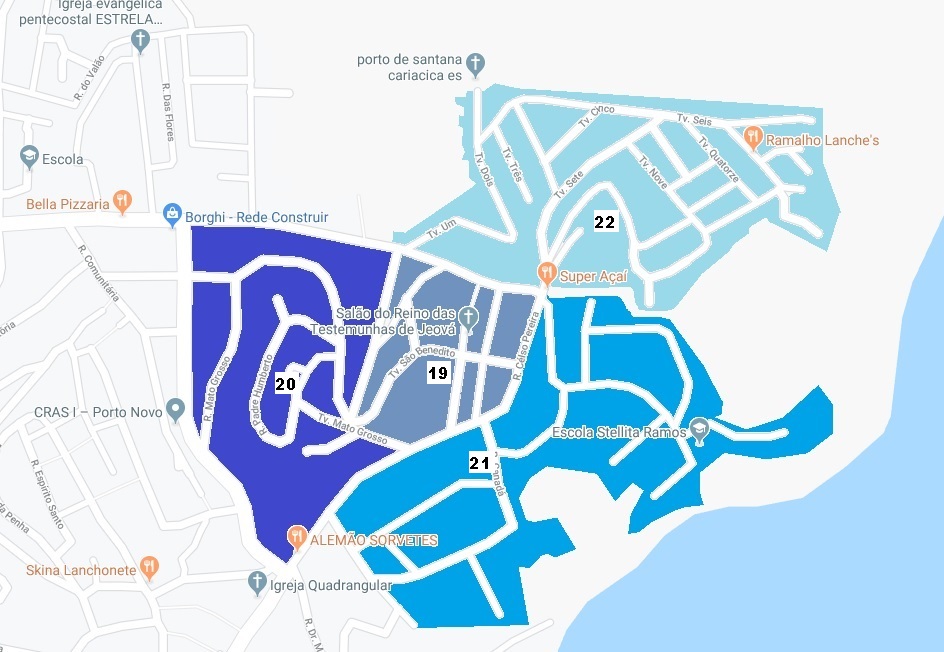 Igreja evangélica
pentecostal ESTRELA...
R. do Valão
R. Das Flores
porto de santana
cariacica es
Escola
Bella Pizzaria
Borghi - Rede Construir
Tv. Cinco
Tv. Seis
Ramalho Lanche's
Tv. Dois
Tv. Três
Tv. Sete
Tv. Nove
Tv. Quatorze
Tv. Um
22
Super Açaí
R. Comunitária
Salão do Reino das
Testemunhas de Jeová
R. Celso Pereira
Tv. São Benedito
19
R. Mato Grosso
R. Padre Humberto
20
CRAS I – Porto Novo
Tv. Mato Grosso
Escola Stellita Ramos
21
Canadá
R. Espírito Santo
da Penha
ALEMÃO SORVETES
Skina Lanchonete
Igreja Quadrangular
R. Dr. M